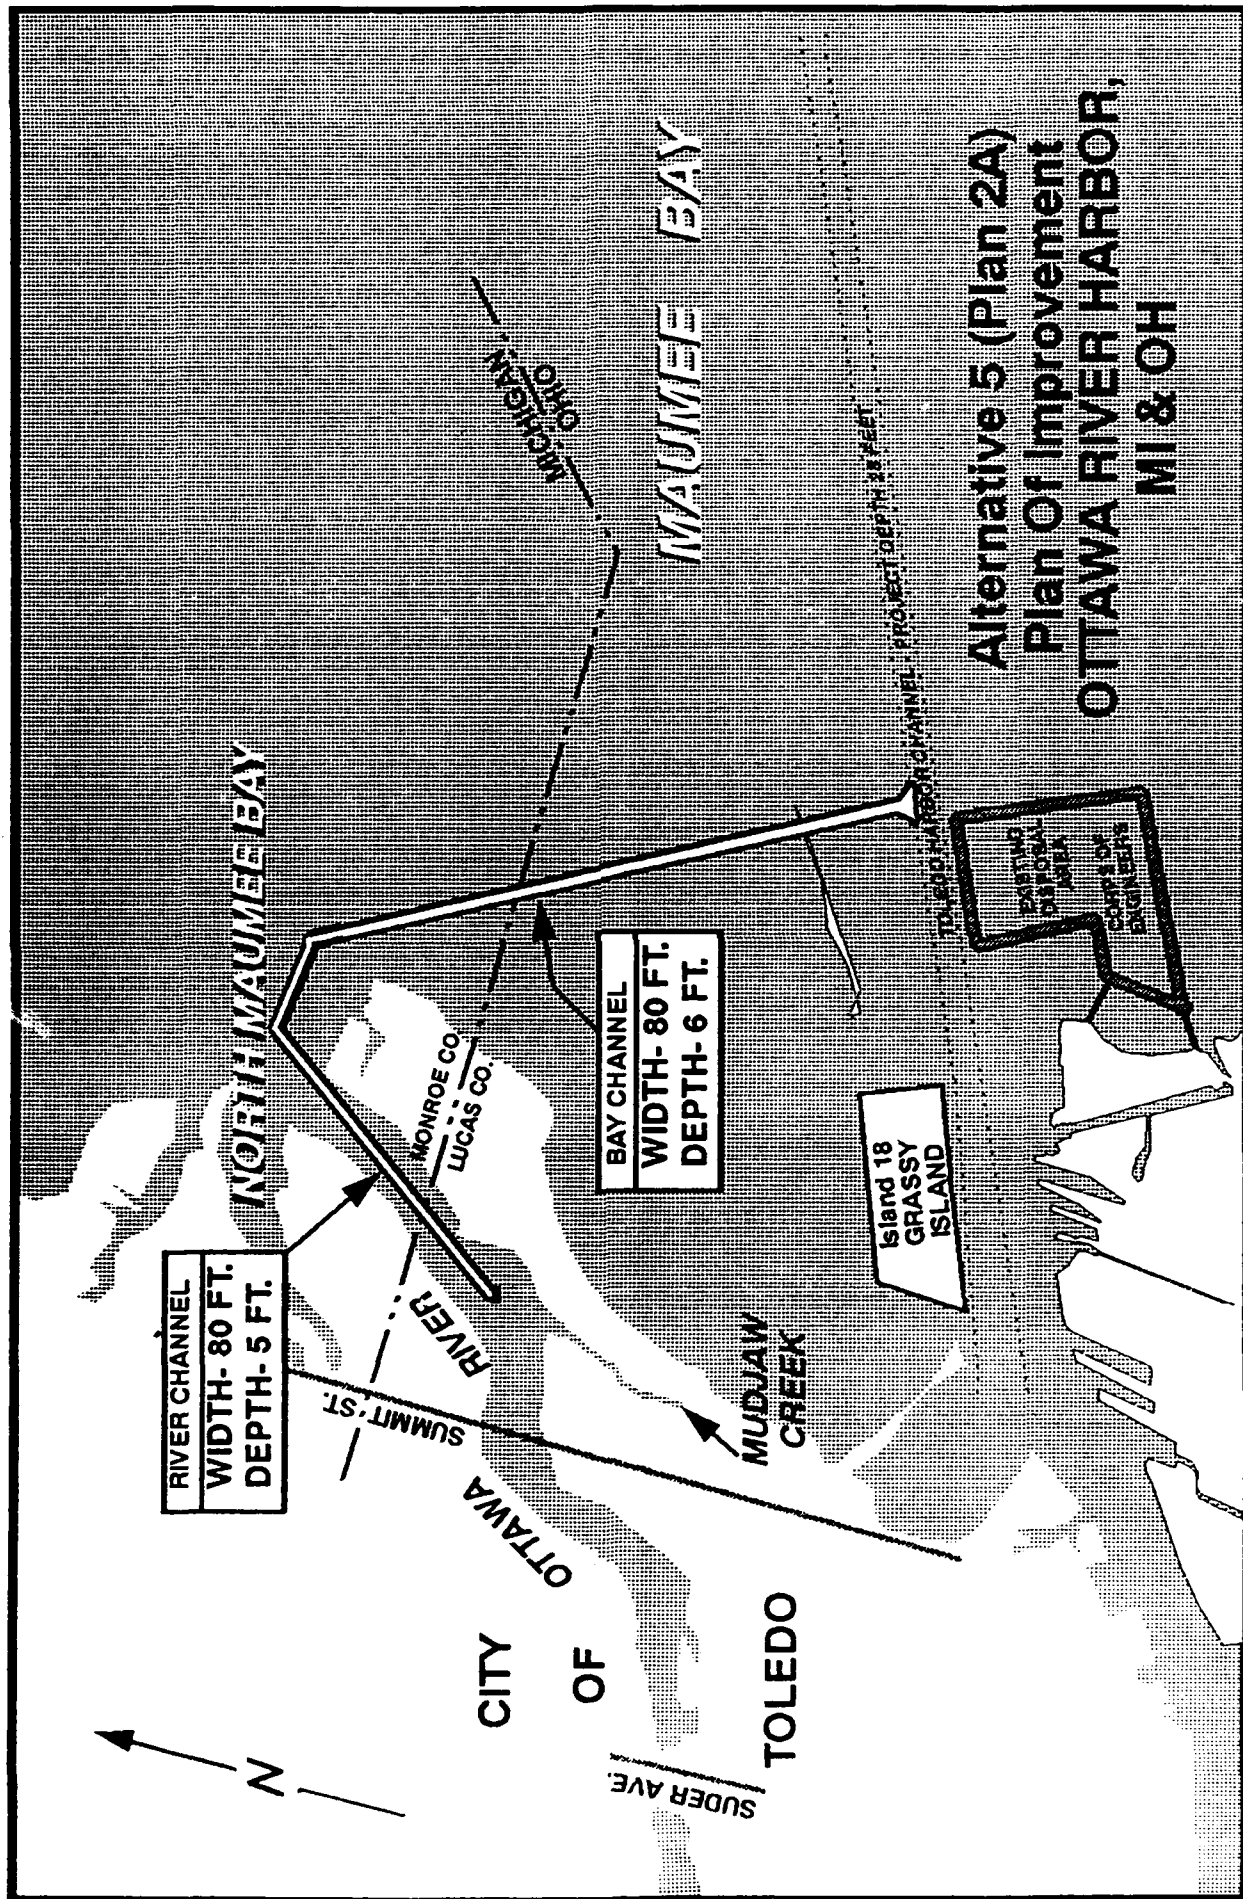 N
CITY
OF
TOLEDO
SUDER AVE.
OTTAWA
RIVER
SUMMIT ST.
RIVER CHANNEL
WIDTH- 80 FT.
DEPTH- 5 FT.
NORTH MAUMEE BAY
MONROE CO.
LUCAS CO.
MICHIGAN
OHIO
BAY CHANNEL
WIDTH- 80 FT.
DEPTH- 6 FT.
MAUMEE BAY
MUDJAW
CREEK
Island 18
GRASSY
ISLAND
TOLEDO HARBOR CHANNEL - PROJECT DEPTH 28 FEET
EXISTING
DISPOSAL
AREA
CORPS OF
ENGINEERS
Alternative 5 (Plan 2A)
Plan Of Improvement
OTTAWA RIVER HARBOR,
MI & OH